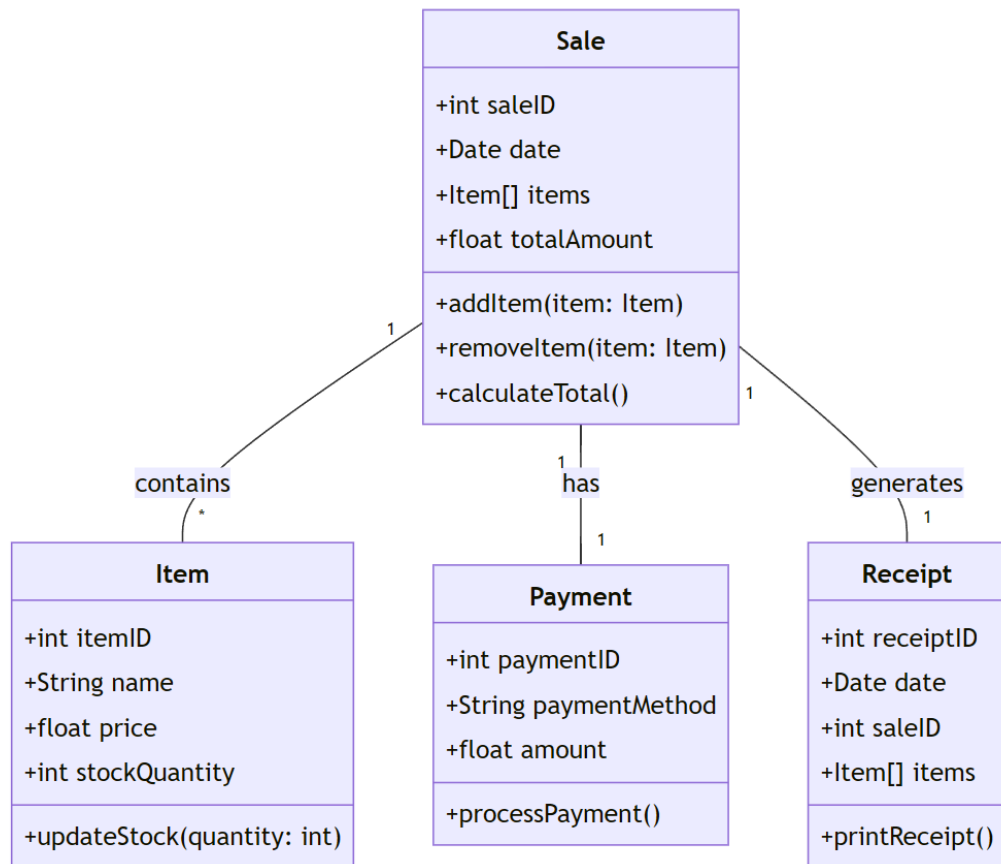 Sale
+int saleID
+Date date
+Item[] items
+float totalAmount
+addItem(item: Item)
+removeItem(item: Item)
+calculateTotal()
1
1
1
contains
has
generates
*
1
1
Item
+int itemID
+String name
+float price
+int stockQuantity
+updateStock(quantity: int)
Payment
+int paymentID
+String paymentMethod
+float amount
+processPayment()
Receipt
+int receiptID
+Date date
+int saleID
+Item[] items
+printReceipt()